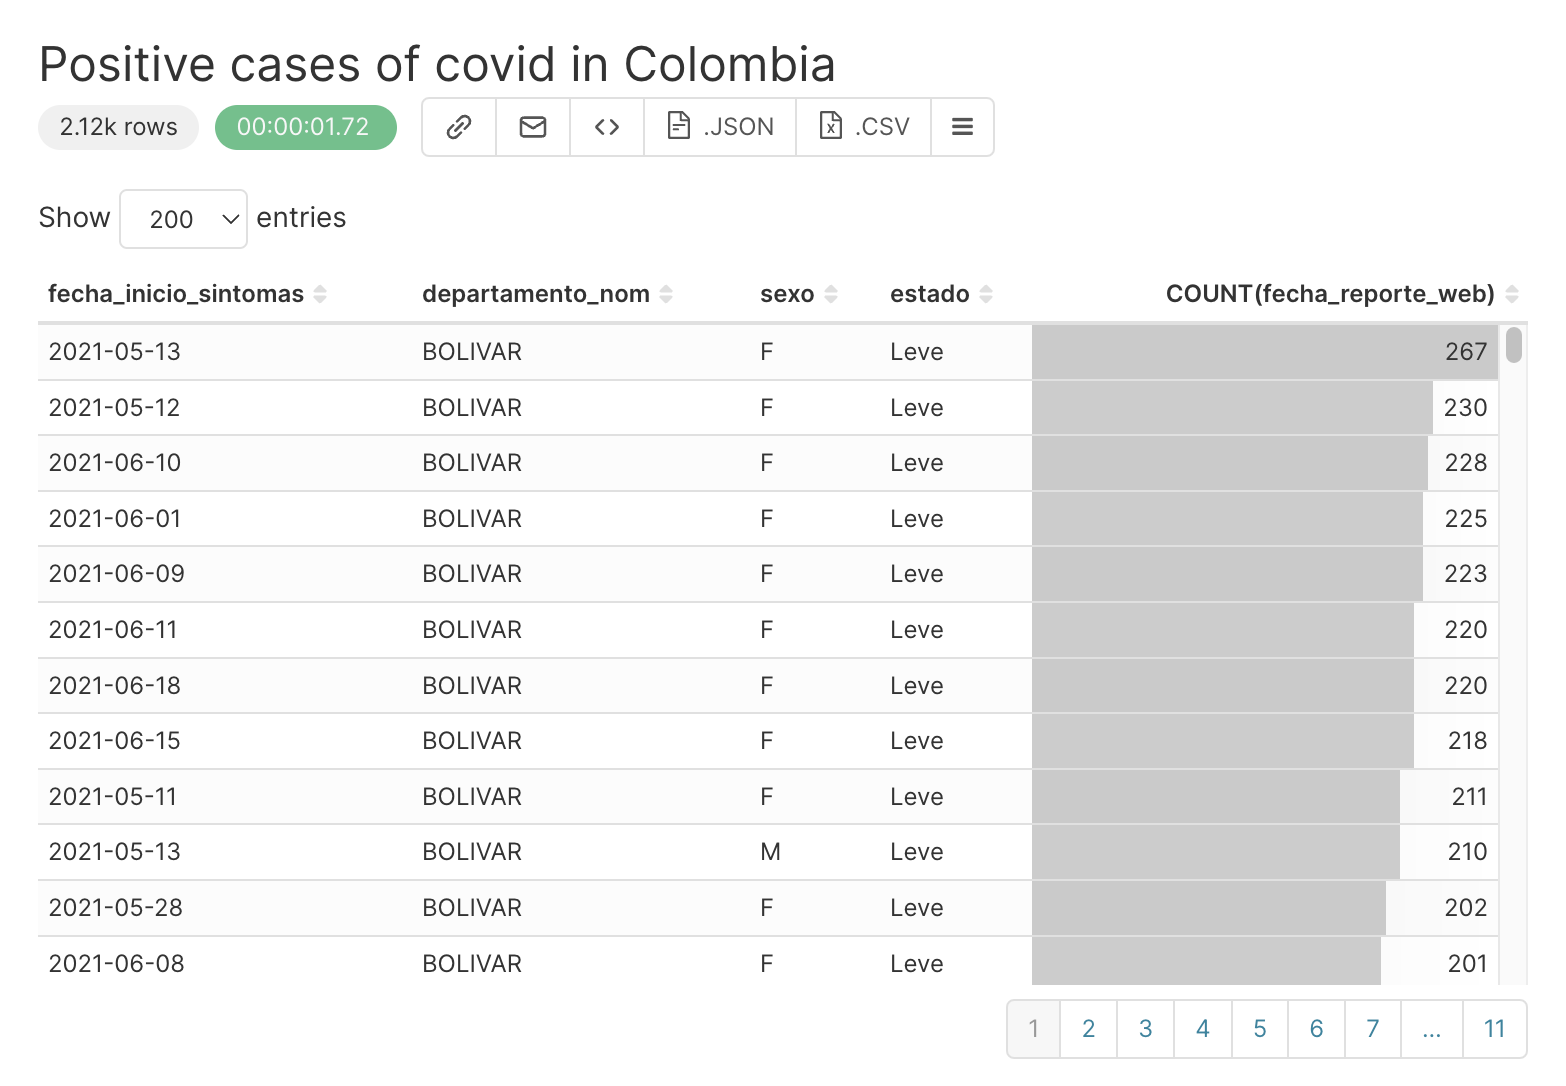 Positive cases of covid in Colombia
2.12k rows 00:00:01.72 .JSON .CSV
Show 200 entries
fecha_inicio_sintomas departamento_nom sexo estado COUNT(fecha_reporte_web)
2021-05-13 BOLIVAR F Leve 267
2021-05-12 BOLIVAR F Leve 230
2021-06-10 BOLIVAR F Leve 228
2021-06-01 BOLIVAR F Leve 225
2021-06-09 BOLIVAR F Leve 223
2021-06-11 BOLIVAR F Leve 220
2021-06-18 BOLIVAR F Leve 220
2021-06-15 BOLIVAR F Leve 218
2021-05-11 BOLIVAR F Leve 211
2021-05-13 BOLIVAR M Leve 210
2021-05-28 BOLIVAR F Leve 202
2021-06-08 BOLIVAR F Leve 201
1 2 3 4 5 6 7 ... 11